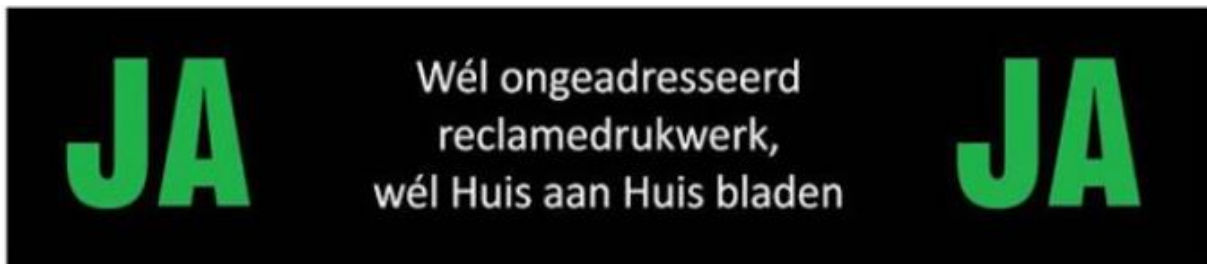 JA
Wél ongeadresseerd
reclamedrukwerk,
wél Huis aan Huis bladen
JA